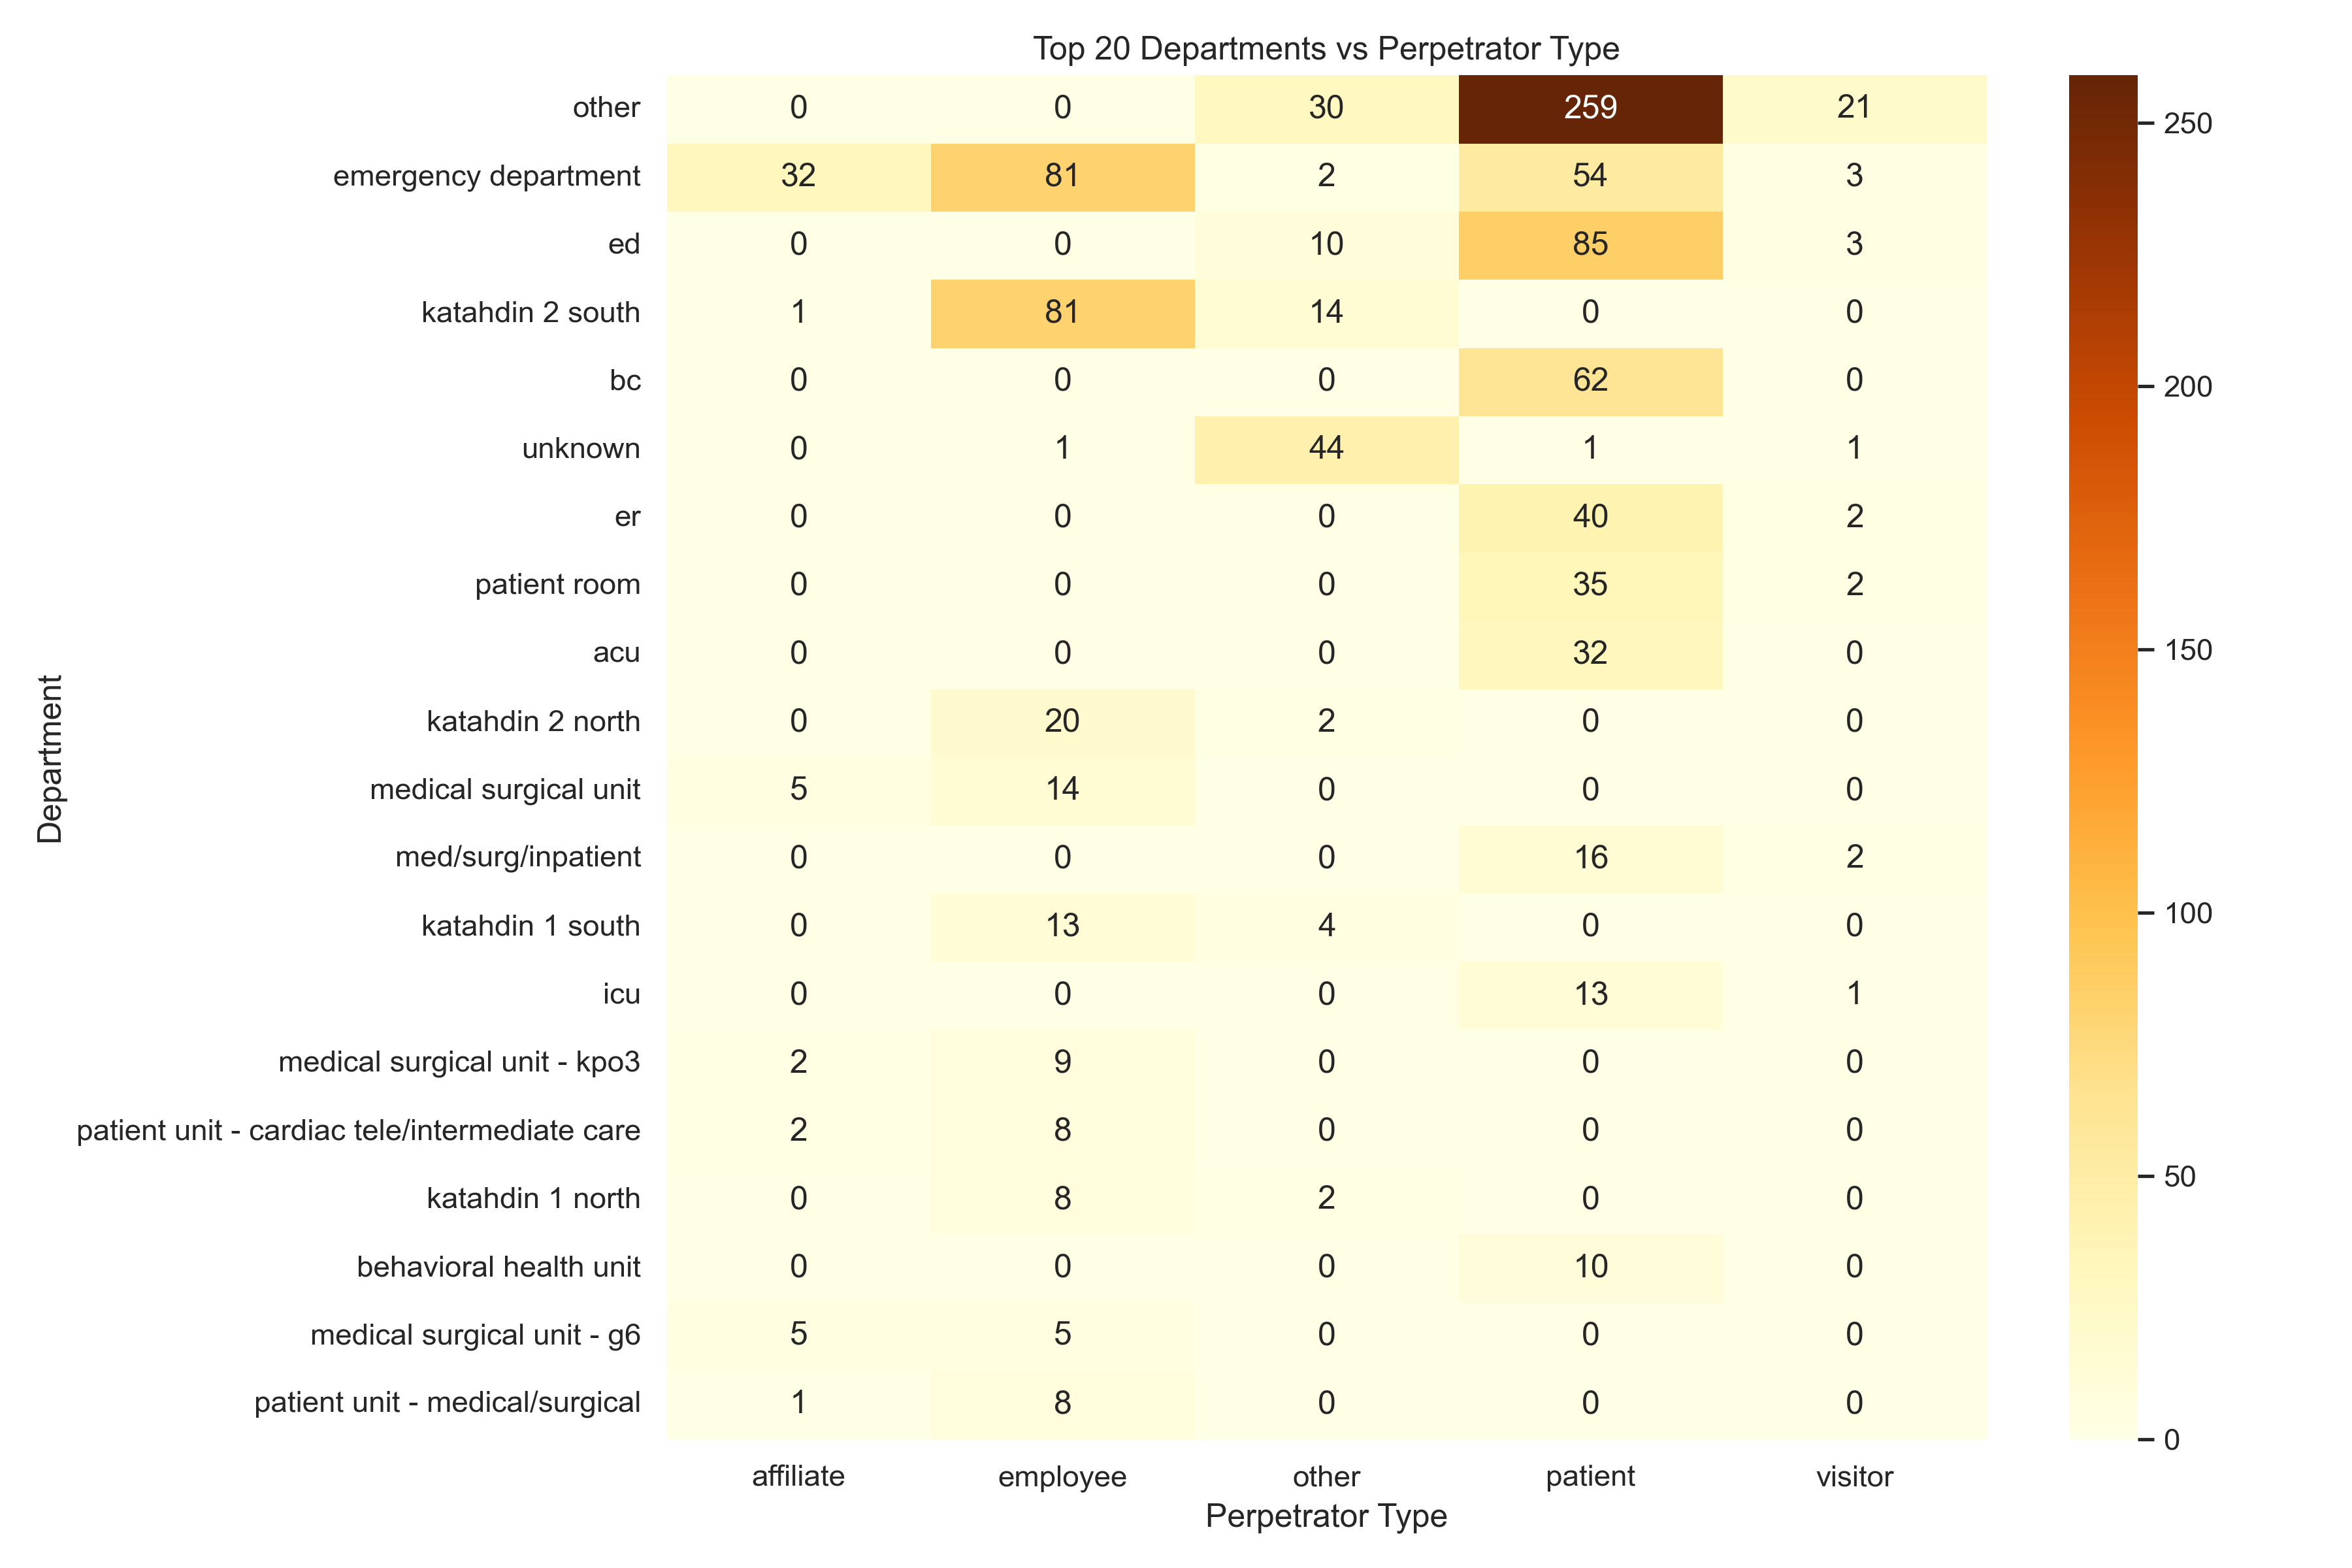 Top 20 Departments vs Perpetrator Type
other 0 0 30 259 21
emergency department 32 81 2 54 3
ed 0 0 10 85 3
katahdin 2 south 1 81 14 0 0
bc 0 0 0 62 0
unknown 0 1 44 1 1
er 0 0 0 40 2
patient room 0 0 0 35 2
acu 0 0 0 32 0
katahdin 2 north 0 20 2 0 0
medical surgical unit 5 14 0 0 0
med/surg/inpatient 0 0 0 16 2
katahdin 1 south 0 13 4 0 0
icu 0 0 0 13 1
medical surgical unit - kpo3 2 9 0 0 0
patient unit - cardiac tele/intermediate care 2 8 0 0 0
katahdin 1 north 0 8 2 0 0
behavioral health unit 0 0 0 10 0
medical surgical unit - g6 5 5 0 0 0
patient unit - medical/surgical 1 8 0 0 0
affiliate employee other patient visitor
Perpetrator Type
Department
250
200
150
100
50
0